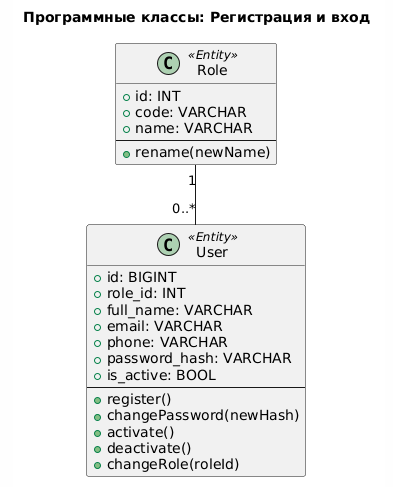 Программные классы: Регистрация и вход
C «Entity»
Role
id: INT
code: VARCHAR
name: VARCHAR
rename(newName)
1
0..*
C «Entity»
User
id: BIGINT
role_id: INT
full_name: VARCHAR
email: VARCHAR
phone: VARCHAR
password_hash: VARCHAR
is_active: BOOL
register()
changePassword(newHash)
activate()
deactivate()
changeRole(roleId)